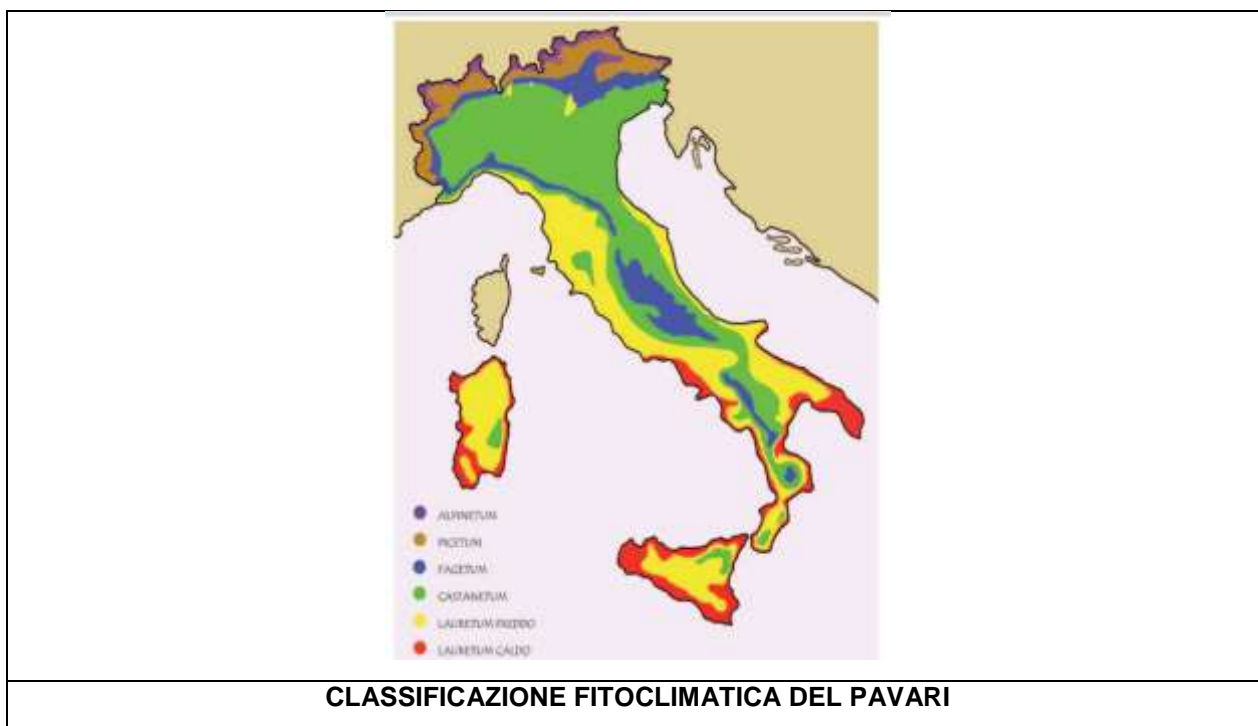 ALPINETUM
PICETUM
FAGETUM
CASTANETUM
LAURETUM FREDDO
LAURETUM CALDO
CLASSIFICAZIONE FITOCLIMATICA DEL PAVARI